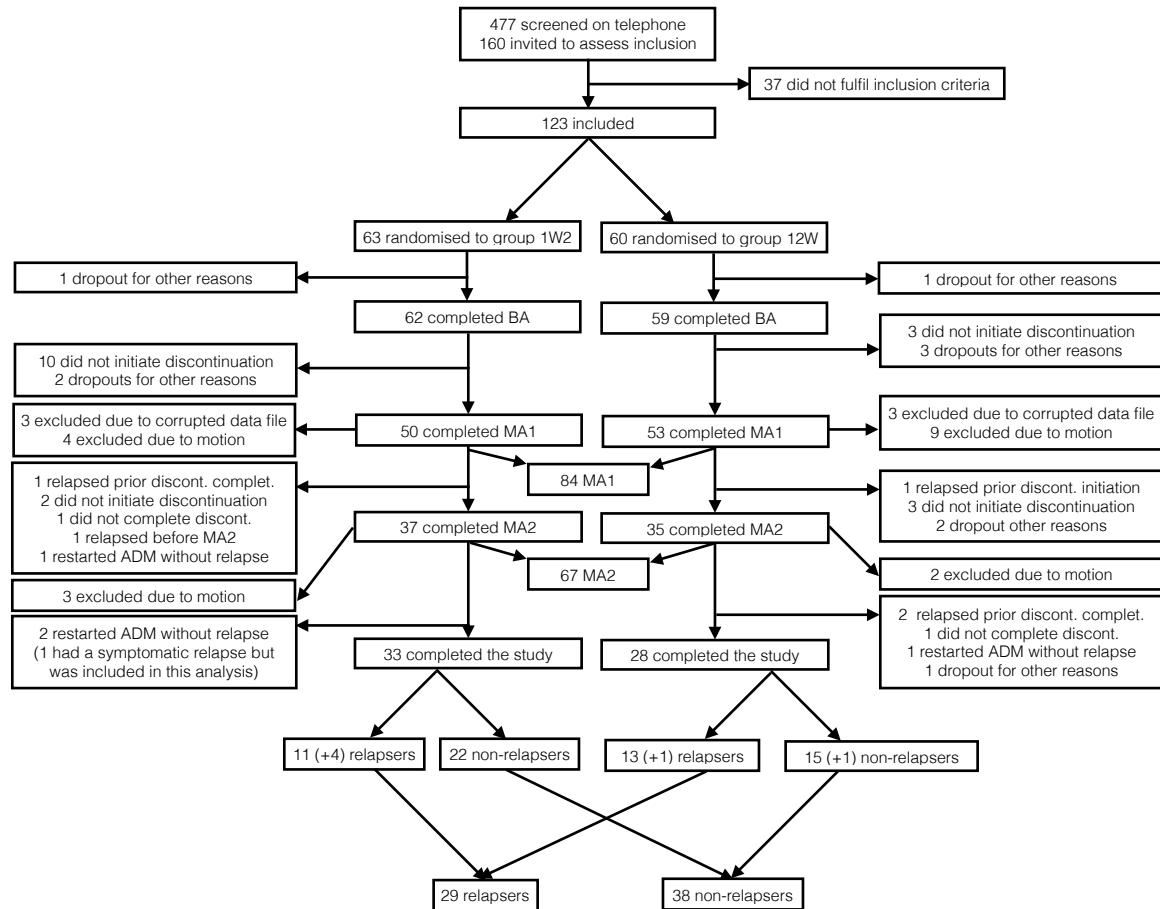 477 screened on telephone
160 invited to assess inclusion
37 did not fulfil inclusion criteria
123 included
63 randomised to group 1W2
60 randomised to group 12W
1 dropout for other reasons
1 dropout for other reasons
62 completed BA
59 completed BA
10 did not initiate discontinuation
2 dropouts for other reasons
3 did not initiate discontinuation
3 dropouts for other reasons
3 excluded due to corrupted data file
4 excluded due to motion
50 completed MA1
53 completed MA1
3 excluded due to corrupted data file
9 excluded due to motion
84 MA1
1 relapsed prior discont. complet.
2 did not initiate discontinuation
1 did not complete discont.
1 relapsed before MA2
1 restarted ADM without relapse
37 completed MA2
35 completed MA2
1 relapsed prior discont. initiation
3 did not initiate discontinuation
2 dropout other reasons
67 MA2
3 excluded due to motion
2 excluded due to motion
2 restarted ADM without relapse
(1 had a symptomatic relapse but
was included in this analysis)
33 completed the study
28 completed the study
2 relapsed prior discont. complet.
1 did not complete discont.
1 restarted ADM without relapse
1 dropout for other reasons
11 (+4) relapsers
22 non-relapsers
13 (+1) relapsers
15 (+1) non-relapsers
29 relapsers
38 non-relapsers